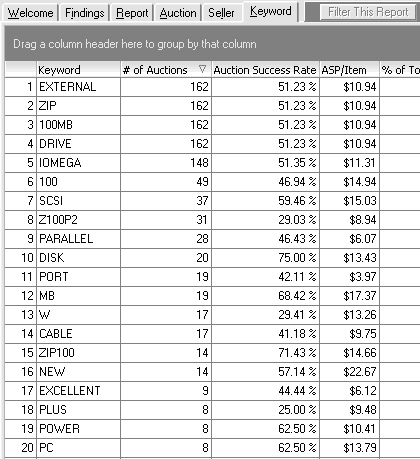 Welcome Findings Report Auction Seller Keyword Filter This Report
Drag a column header here to group by that column
Keyword # of Auctions Auction Success Rate ASP/Item % of To
1 EXTERNAL 162 51.23 % $10.94
2 ZIP 162 51.23 % $10.94
3 100MB 162 51.23 % $10.94
4 DRIVE 162 51.23 % $10.94
5 IOMEGA 148 51.35 % $11.31
6 100 49 46.94 % $14.94
7 SCSI 37 59.46 % $15.03
8 Z100P2 31 29.03 % $8.94
9 PARALLEL 28 46.43 % $6.07
10 DISK 20 75.00 % $13.43
11 PORT 19 42.11 % $3.97
12 MB 19 68.42 % $17.37
13 W 17 29.41 % $13.26
14 CABLE 17 41.18 % $9.75
15 ZIP100 14 71.43 % $14.66
16 NEW 14 57.14 % $22.67
17 EXCELLENT 9 44.44 % $6.12
18 PLUS 8 25.00 % $9.48
19 POWER 8 62.50 % $10.41
20 PC 8 62.50 % $13.79